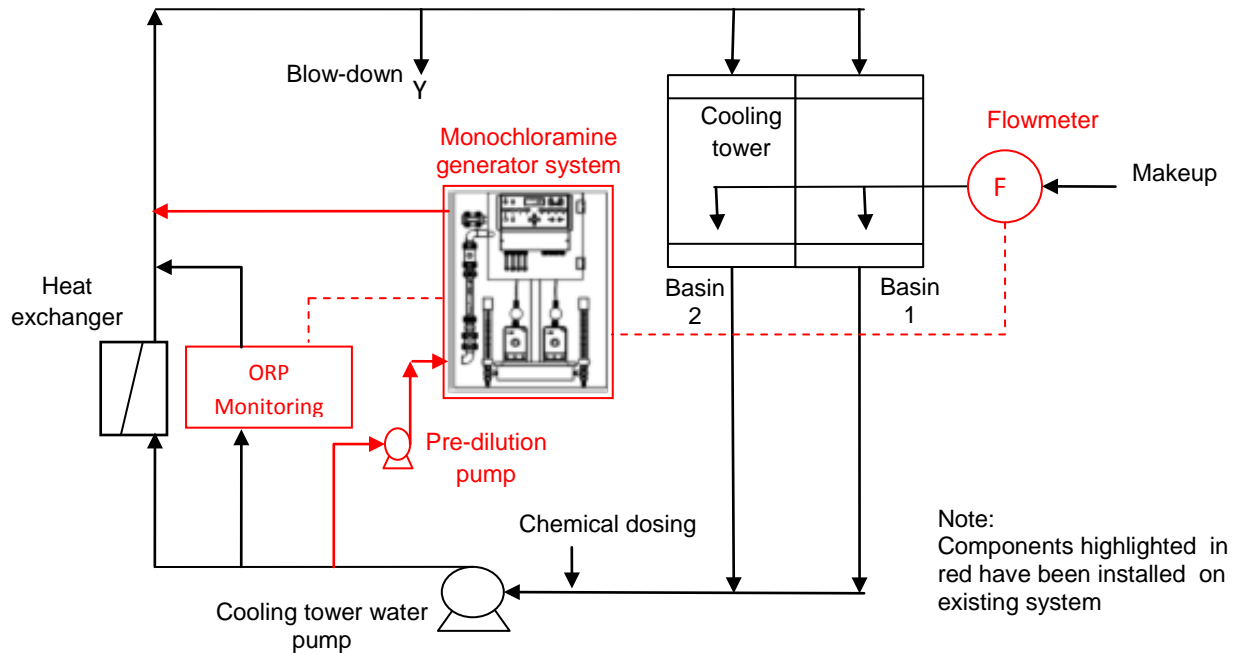 Blow-down
Y
Monochloramine
generator system
Cooling
tower
Flowmeter
F
Makeup
Heat
exchanger
Basin
2
Basin
1
ORP
Monitoring
Pre-dilution
pump
Chemical dosing
Cooling tower water
pump
Note:
Components highlighted in
red have been installed on
existing system